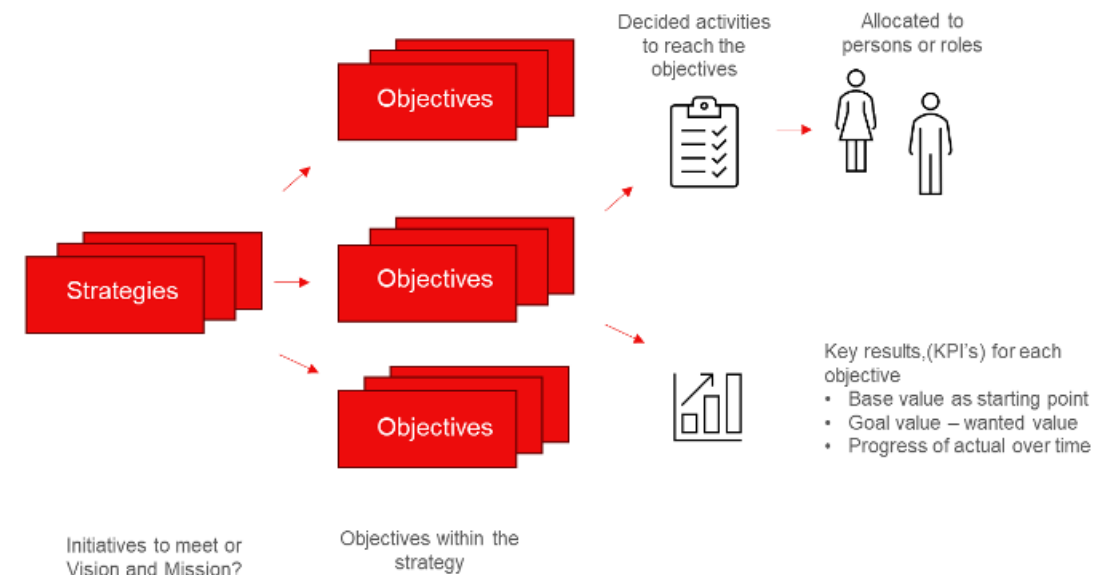 Decided activities
to reach the
objectives
Allocated to
persons or roles
Objectives
Strategies
Objectives
Objectives
Key results,(KPI's) for each
objective
• Base value as starting point
• Goal value – wanted value
• Progress of actual over time
Initiatives to meet or
Vision and Mission?
Objectives within the
strategy